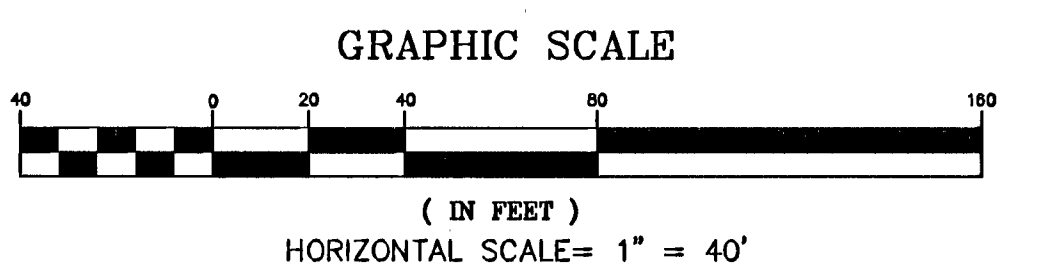 GRAPHIC SCALE
40 0 20 40 80 160
( IN FEET )
HORIZONTAL SCALE= 1" = 40'